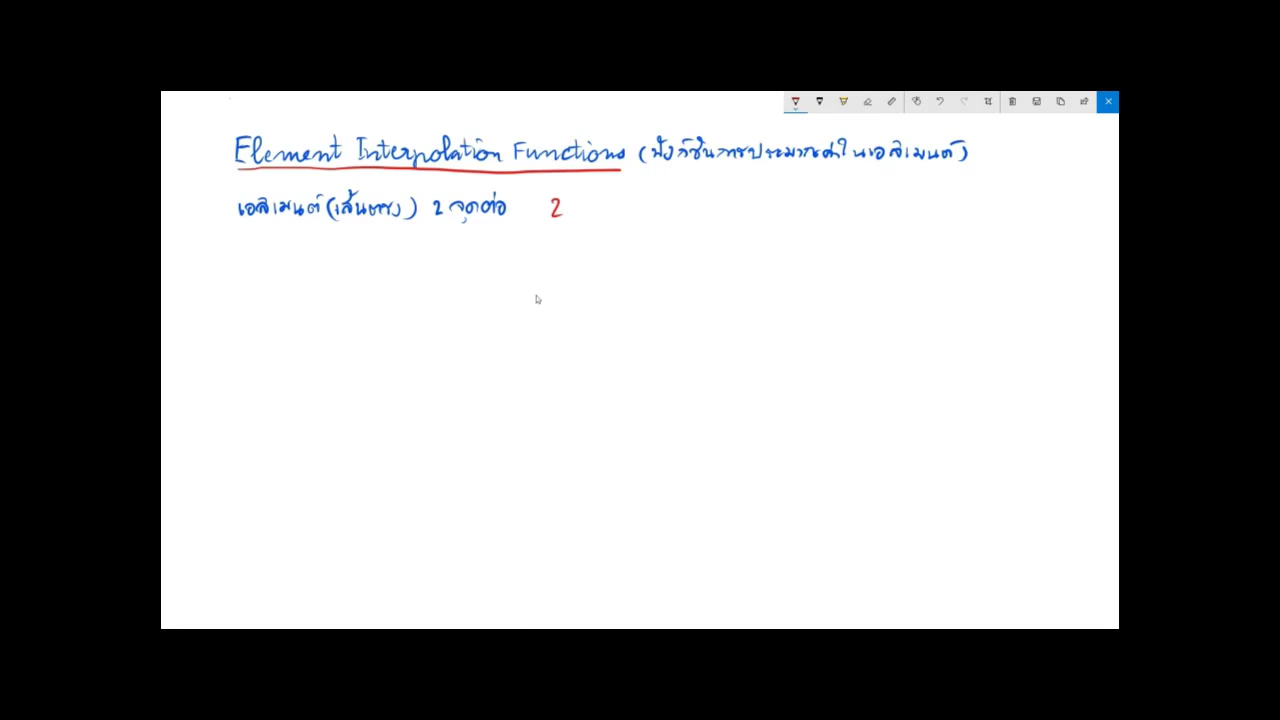 Element Interpolation Functions (ฟังก์ชันการประมาณค่าในเอลิเมนต์)
เอลิเมนต์(เส้นตรง) 2 จุดต่อ 2